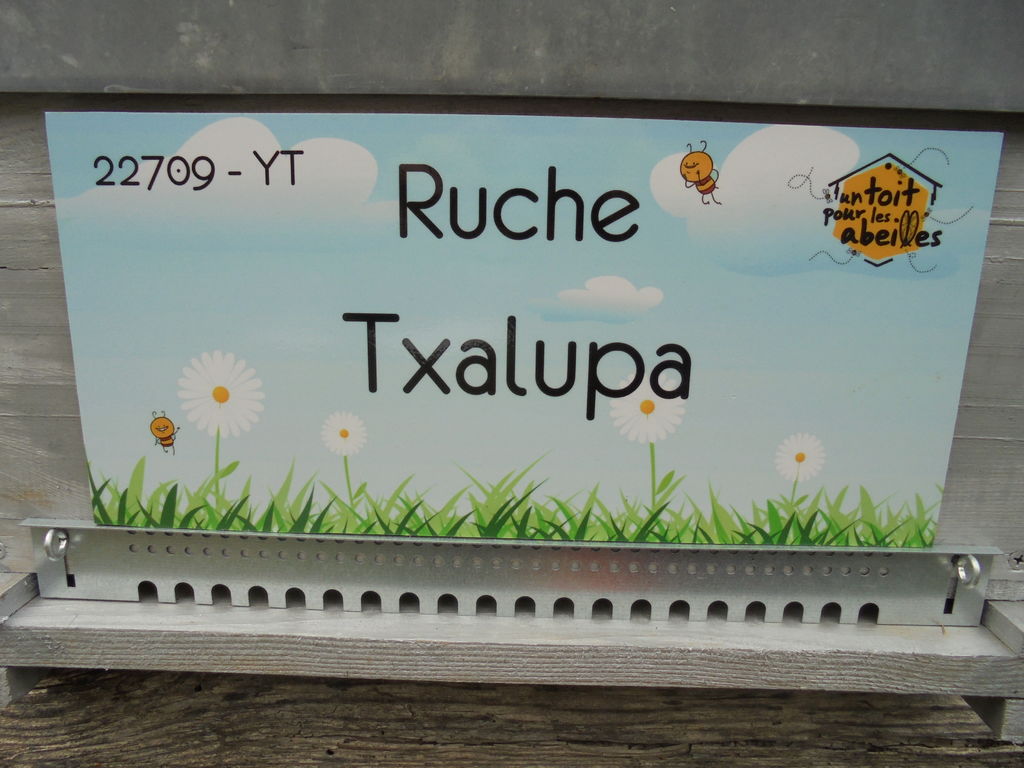 22709 - YT
Ruche
Txalupa
un toit
pour les
abeilles